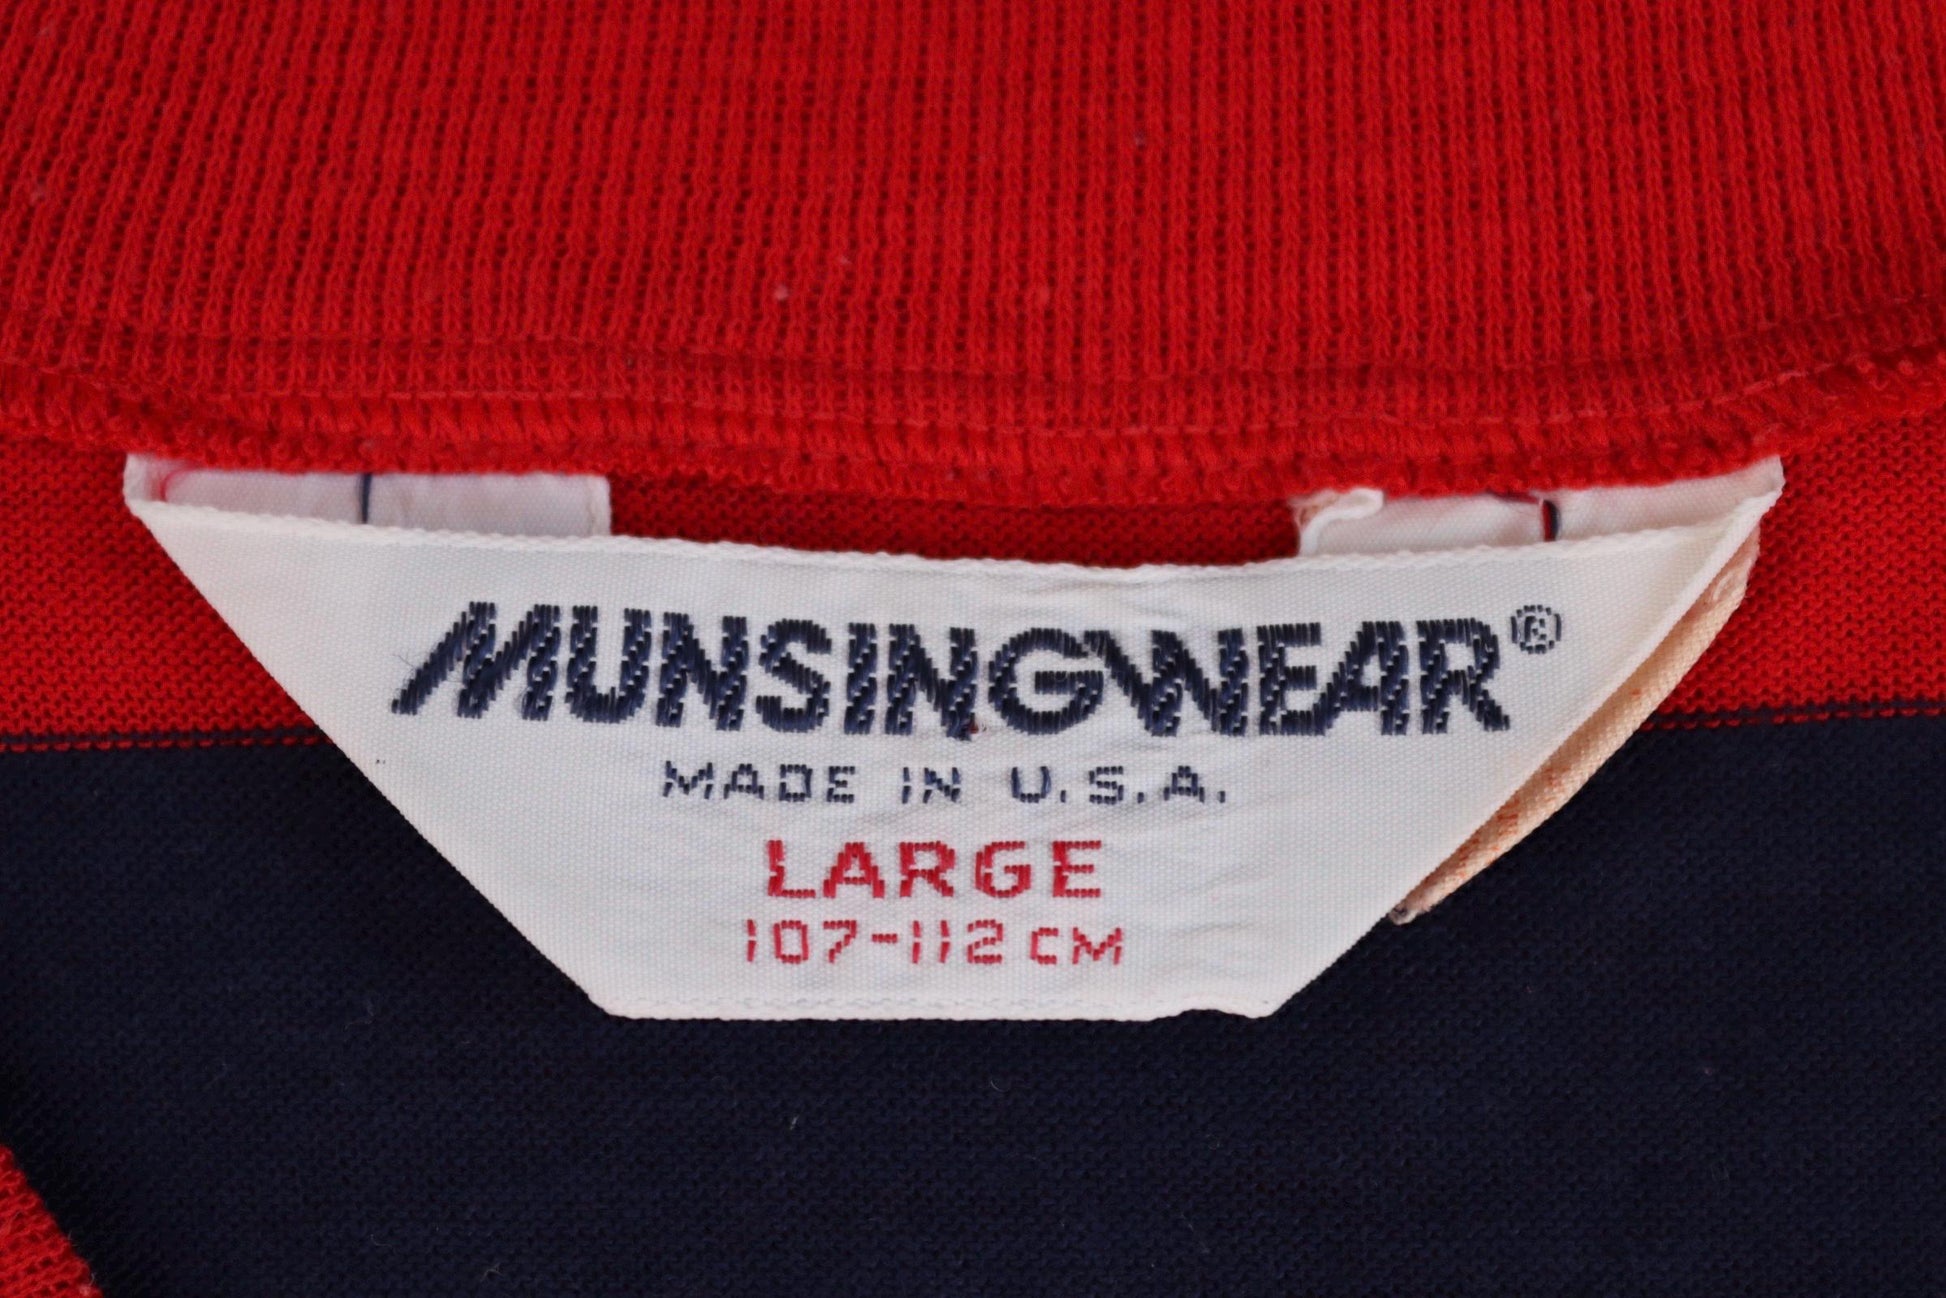 MUNSINGWEAR®
MADE IN U.S.A.
LARGE
107-112 CM